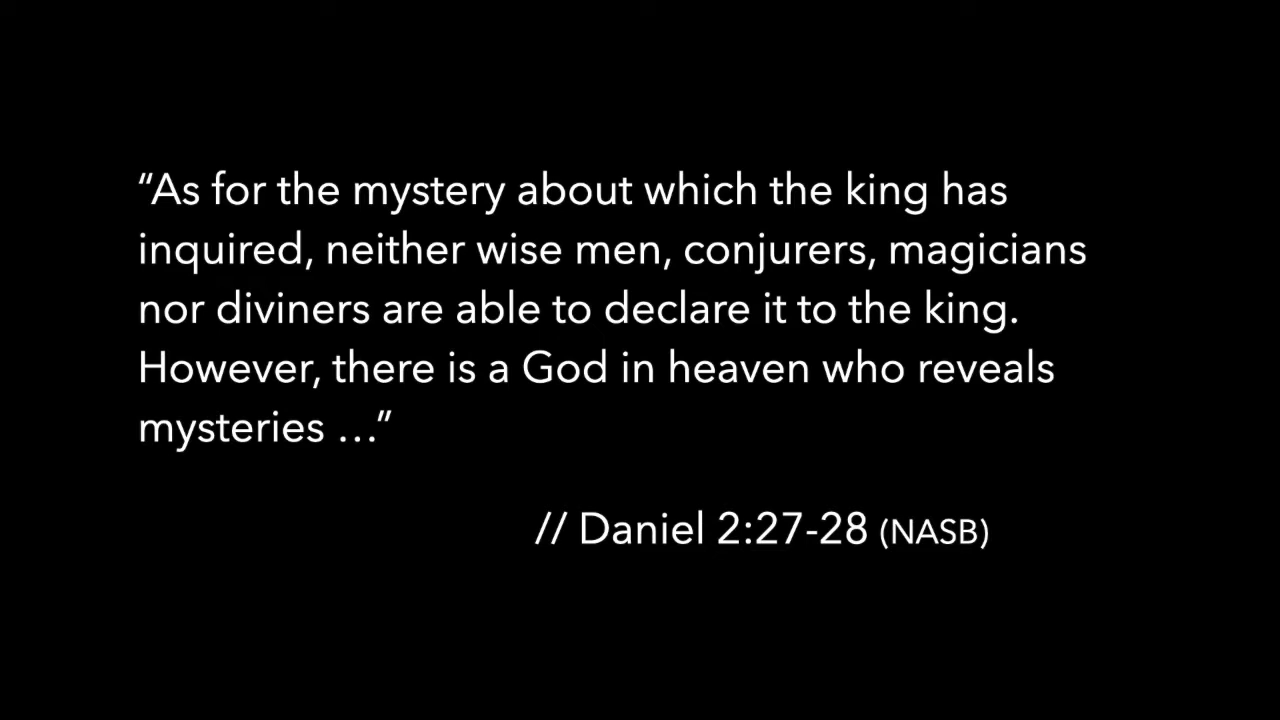 “As for the mystery about which the king has
inquired, neither wise men, conjurers, magicians
nor diviners are able to declare it to the king.
However, there is a God in heaven who reveals
mysteries …”
// Daniel 2:27-28 (NASB)